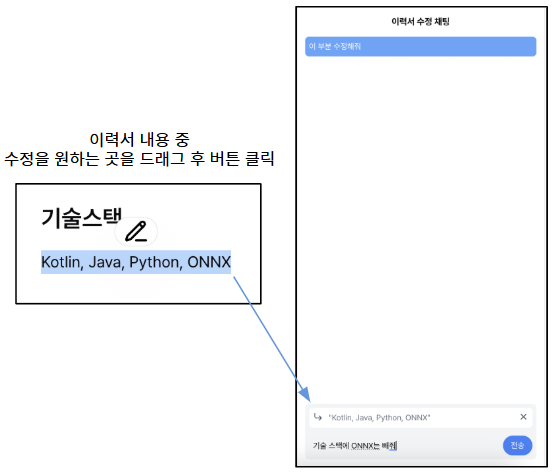 이력서 수정 채팅
이 부분 수정해줘
이력서 내용 중
수정을 원하는 곳을 드래그 후 버튼 클릭
기술스택
Kotlin, Java, Python, ONNX
"Kotlin, Java, Python, ONNX"
기술 스택에 ONNX는 빼줘
전송